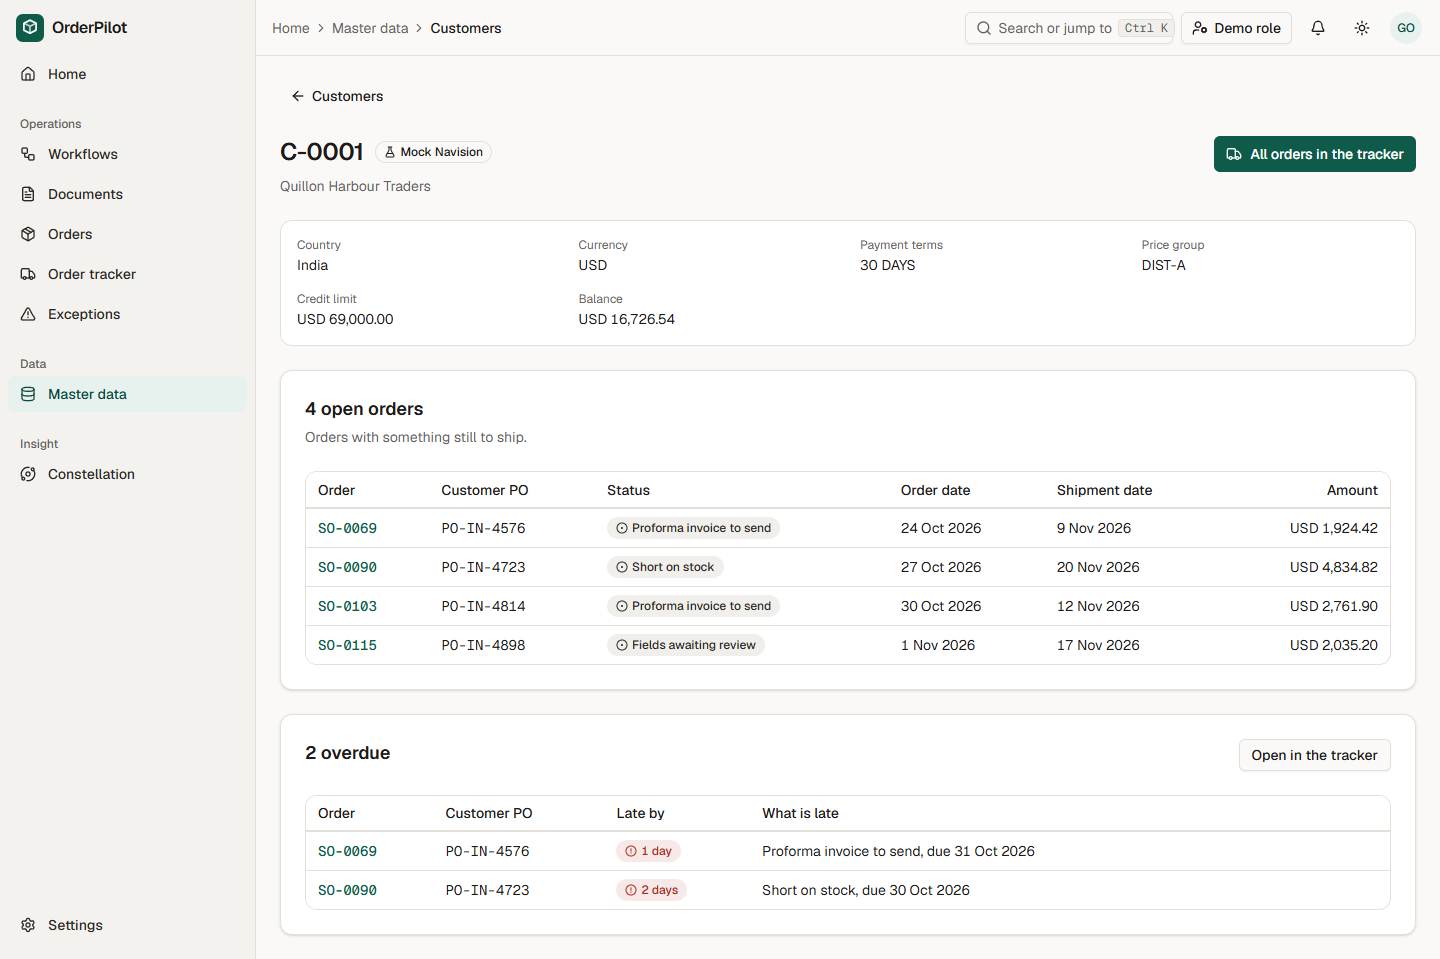 OrderPilot
Home
Operations
Workflows
Documents
Orders
Order tracker
Exceptions
Data
Master data
Insight
Constellation
Settings
Home > Master data > Customers
Search or jump to Ctrl K
Demo role
GO
Customers
C-0001 Mock Navision
Quillon Harbour Traders
All orders in the tracker
Country Currency Payment terms Price group
India USD 30 DAYS DIST-A
Credit limit Balance
USD 69,000.00 USD 16,726.54
4 open orders
Orders with something still to ship.
Order Customer PO Status Order date Shipment date Amount
SO-0069 PO-IN-4576 Proforma invoice to send 24 Oct 2026 9 Nov 2026 USD 1,924.42
SO-0090 PO-IN-4723 Short on stock 27 Oct 2026 20 Nov 2026 USD 4,834.82
SO-0103 PO-IN-4814 Proforma invoice to send 30 Oct 2026 12 Nov 2026 USD 2,761.90
SO-0115 PO-IN-4898 Fields awaiting review 1 Nov 2026 17 Nov 2026 USD 2,035.20
2 overdue
Open in the tracker
Order Customer PO Late by What is late
SO-0069 PO-IN-4576 1 day Proforma invoice to send, due 31 Oct 2026
SO-0090 PO-IN-4723 2 days Short on stock, due 30 Oct 2026